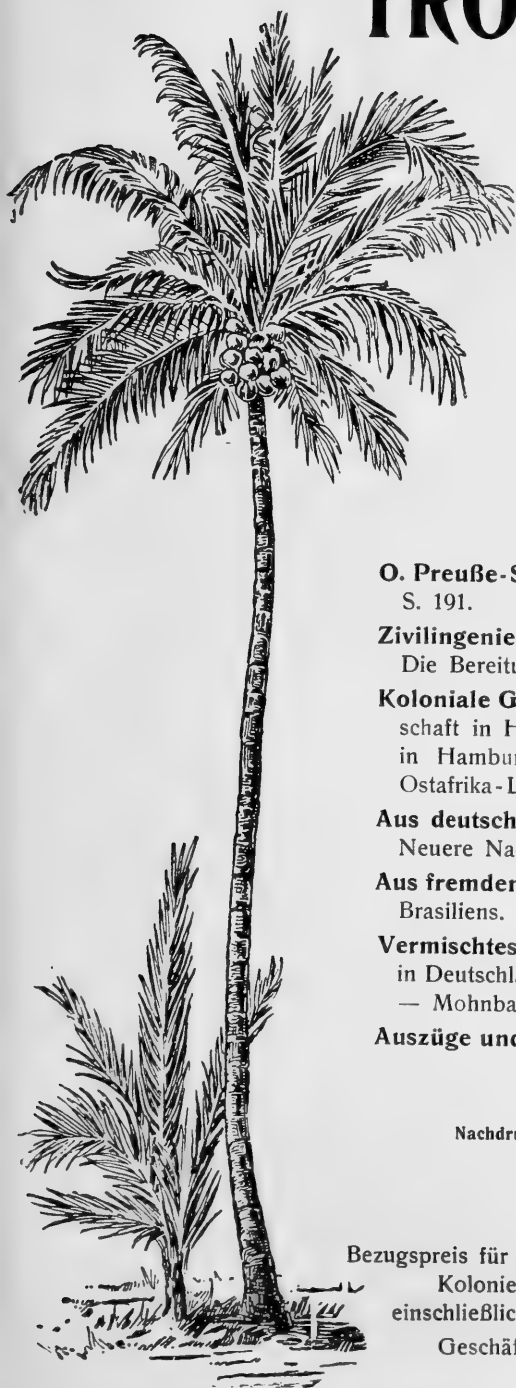 TRO
O. Preuße-S
S. 191.
Zivilingenie
Die Bereitu
Koloniale G
schaft in H
in Hambu
Ostafrika-L
Aus deutsch
Neuere Na
Aus fremder
Brasiliens.
Vermischtes
in Deutschl
— Mohnba
Auszüge und
Nachdru
Bezugspreis für
Kolonie
einschließlic
Geschäf